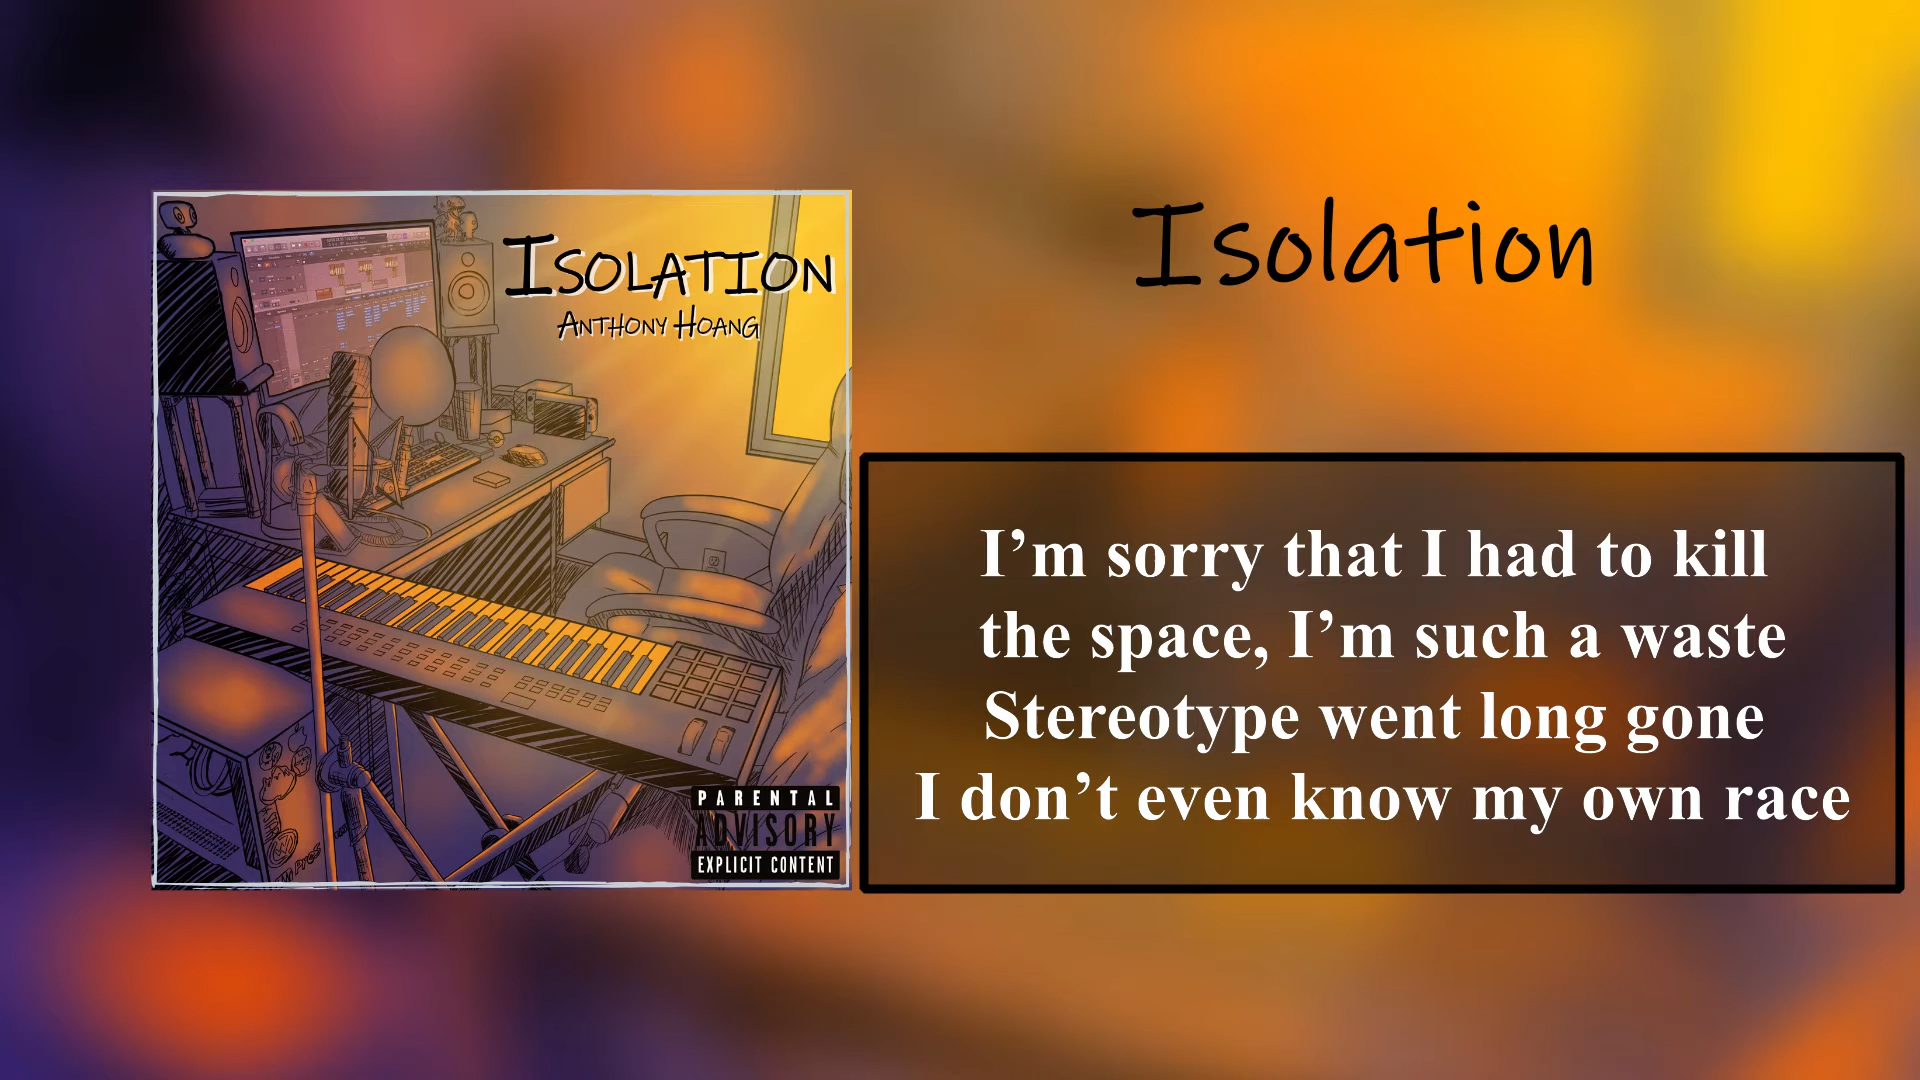 ISOLATION
ANTHONY HOANG
PARENTAL
ADVISORY
EXPLICIT CONTENT
Isolation
I’m sorry that I had to kill
the space, I’m such a waste
Stereotype went long gone
I don’t even know my own race